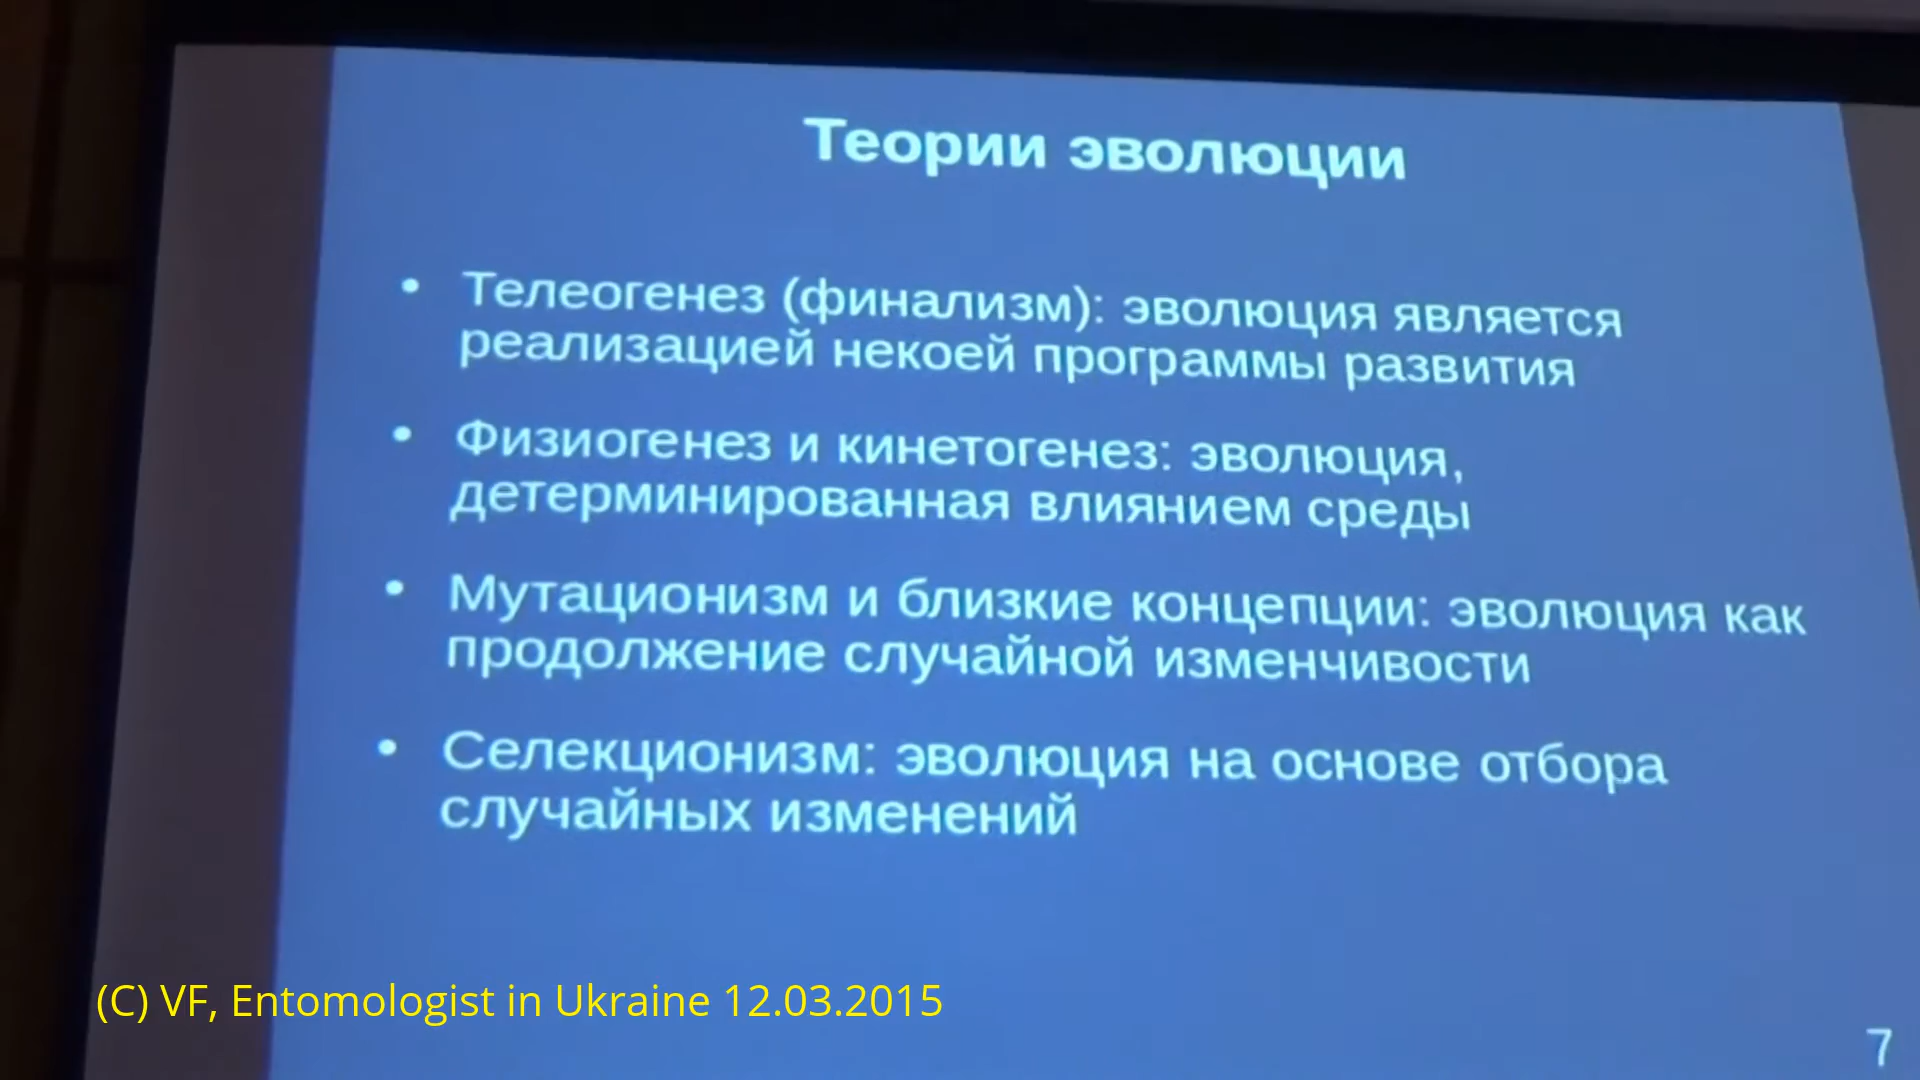 Теории эволюции
• Телеогенез (финализм): эволюция является
реализацией некоей программы развития
• Физиогенез и кинетогенез: эволюция,
детерминированная влиянием среды
• Мутационизм и близкие концепции: эволюция как
продолжение случайной изменчивости
• Селекционизм: эволюция на основе отбора
случайных изменений
(C) VF, Entomologist in Ukraine 12.03.2015
7